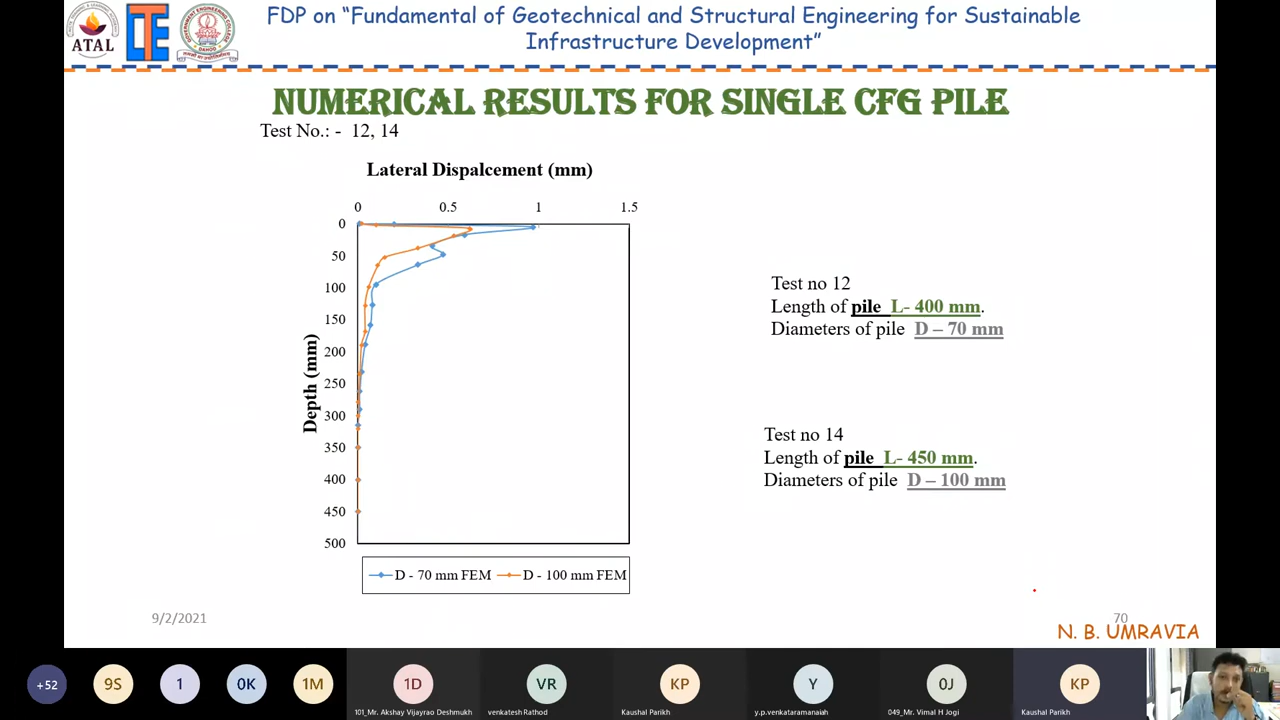 ATAL
FDP on “Fundamental of Geotechnical and Structural Engineering for Sustainable
Infrastructure Development”
NUMERICAL RESULTS FOR SINGLE CFG PILE
Test No.: - 12, 14
Lateral Dispalcement (mm)
0 0.5 1 1.5
0
50
100
150
200
250
300
350
400
450
500
Depth (mm)
D - 70 mm FEM D - 100 mm FEM
Test no 12
Length of pile L- 400 mm.
Diameters of pile D – 70 mm
Test no 14
Length of pile L- 450 mm.
Diameters of pile D – 100 mm
9/2/2021
70
N. B. UMRAVIA
+52 9S 1 0K 1M 1D VR KP Y 0J KP
101_Mr. Akshay Vijayrao Deshmukh venkatesh Rathod Kaushal Parikh y.p.venkataramanaiah 049_Mr. Vimal H Jogi Kaushal Parikh